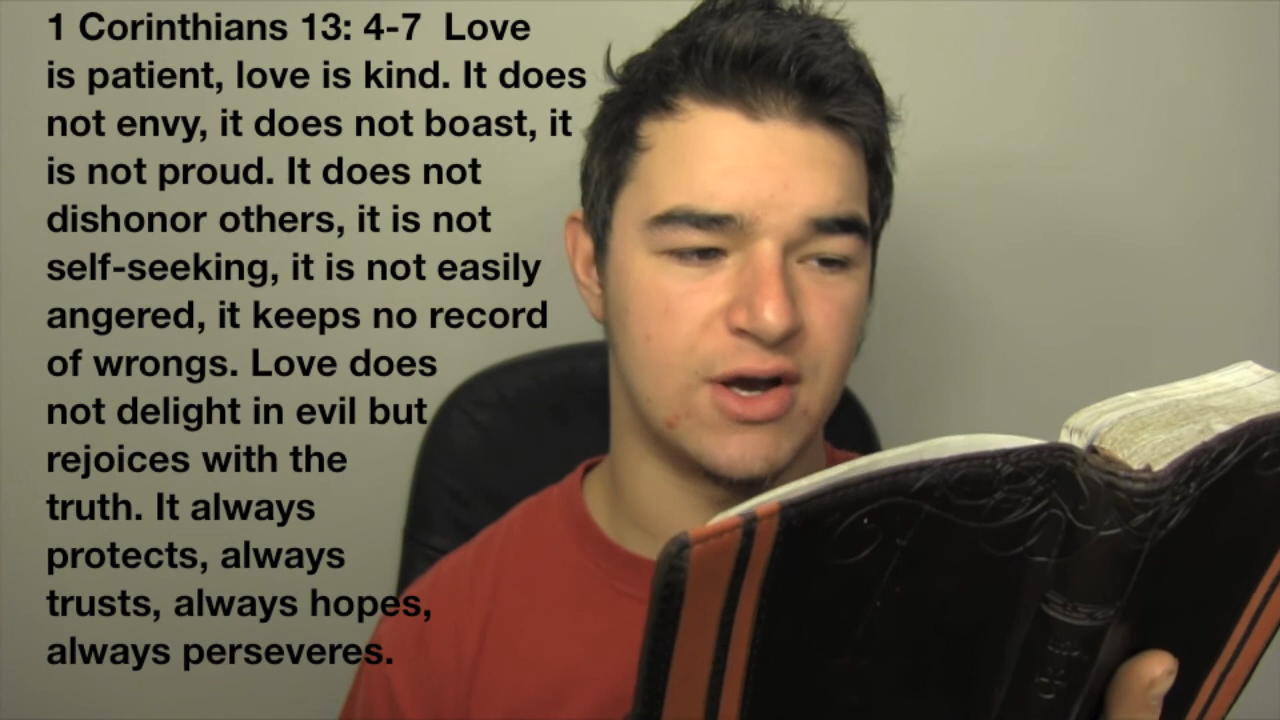 1 Corinthians 13: 4-7 Love
is patient, love is kind. It does
not envy, it does not boast, it
is not proud. It does not
dishonor others, it is not
self-seeking, it is not easily
angered, it keeps no record
of wrongs. Love does
not delight in evil but
rejoices with the
truth. It always
protects, always
trusts, always hopes,
always perseveres.